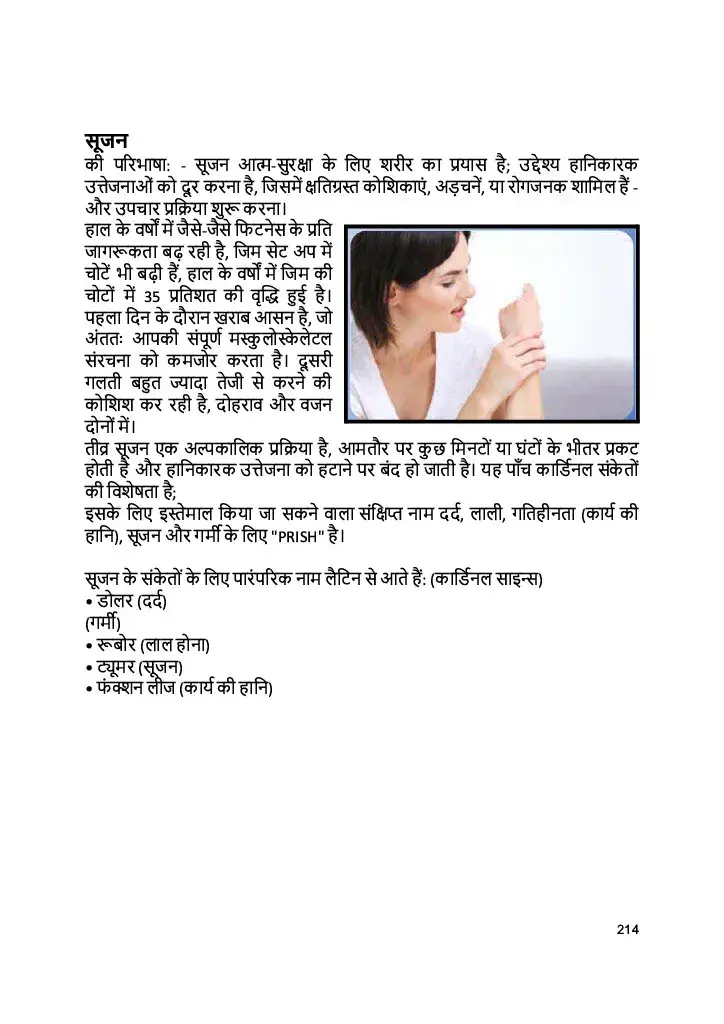 सूजन
की परिभाषा: - सूजन आत्म-सुरक्षा के लिए शरीर का प्रयास है; उद्देश्य हानिकारक
उत्तेजनाओं को दूर करना है, जिसमें क्षतिग्रस्त कोशिकाएं, अड़चनें, या रोगजनक शामिल हैं -
और उपचार प्रक्रिया शुरू करना।
हाल के वर्षों में जैसे-जैसे फिटनेस के प्रति
जागरूकता बढ़ रही है, जिम सेट अप में
चोटें भी बढ़ी हैं, हाल के वर्षों में जिम की
चोटों में 35 प्रतिशत की वृद्धि हुई है।
पहला दिन के दौरान खराब आसन है, जो
अंततः आपकी संपूर्ण मस्कुलोस्केलेटल
संरचना को कमजोर करता है। दूसरी
गलती बहुत ज्यादा तेजी से करने की
कोशिश कर रही है, दोहराव और वजन
दोनों में।
तीव्र सूजन एक अल्पकालिक प्रक्रिया है, आमतौर पर कुछ मिनटों या घंटों के भीतर प्रकट
होती है और हानिकारक उत्तेजना को हटाने पर बंद हो जाती है। यह पाँच कार्डिनल संकेतों
की विशेषता है;
इसके लिए इस्तेमाल किया जा सकने वाला संक्षिप्त नाम दर्द, लाली, गतिहीनता (कार्य की
हानि), सूजन और गर्मी के लिए "PRISH" है।
सूजन के संकेतों के लिए पारंपरिक नाम लैटिन से आते हैं: (कार्डिनल साइन्स)
• डोलर (दर्द)
(गर्मी)
• रूबोर (लाल होना)
• ट्यूमर (सूजन)
• फंक्शन लीज (कार्य की हानि)
214